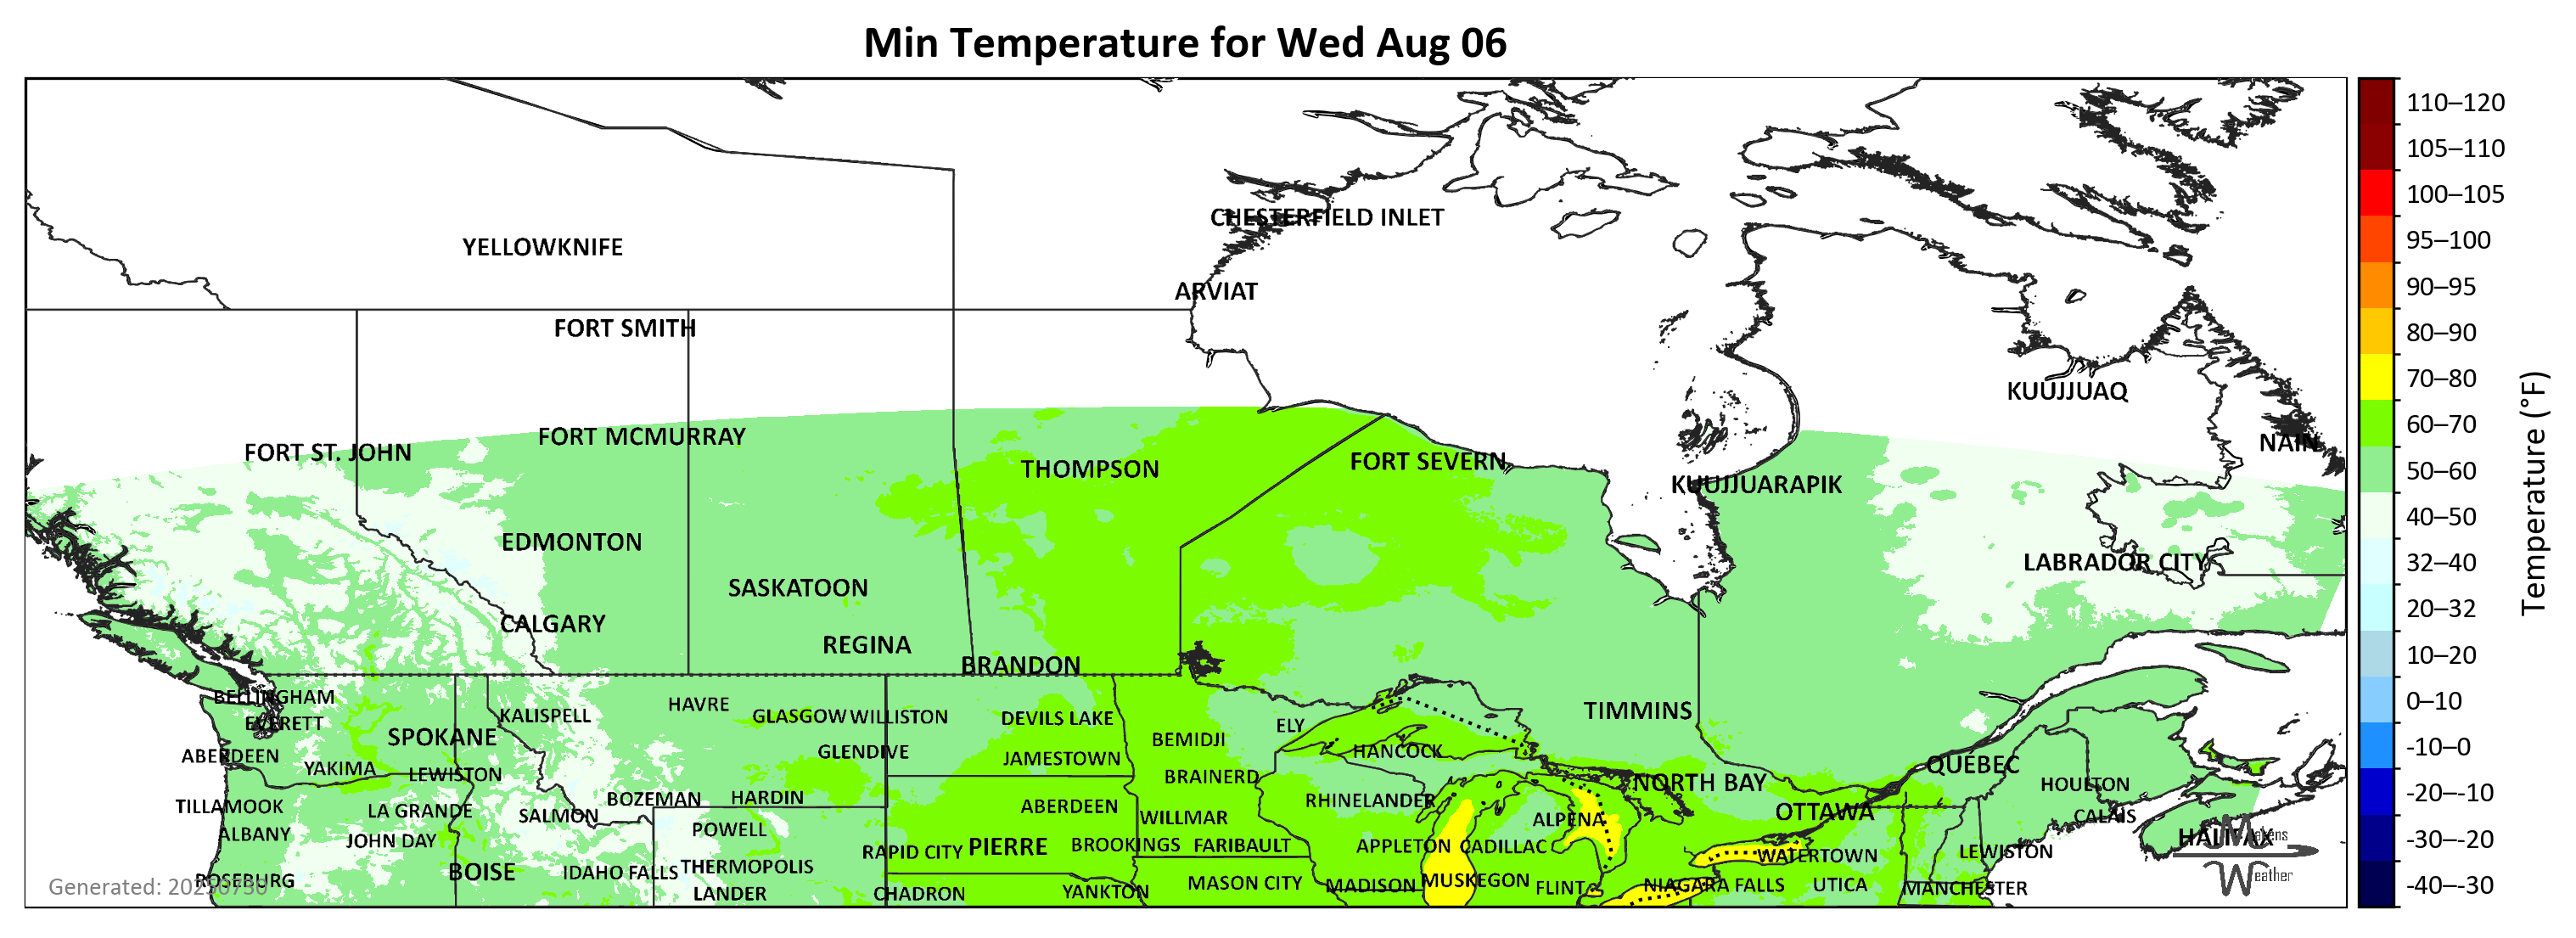 Min Temperature for Wed Aug 06
CHESTERFIELD INLET
YELLOWKNIFE
ARVIAT
FORT SMITH
KUUJJUAQ
FORT MCMURRAY
NAIN
FORT ST. JOHN
FORT SEVERN
THOMPSON
KUUJJUARAPIK
EDMONTON
LABRADOR CITY
SASKATOON
CALGARY
REGINA
BRANDON
BELLINGHAM
HAVRE
TIMMINS
KALISPELL
GLASGOW
WILLISTON
DEVILS LAKE
EVERETT
ELY
SPOKANE
BEMIDJI
GLENDIVE
HANCOCK
ABERDEEN
JAMESTOWN
QUÉBEC
YAKIMA
LEWISTON
BRAINERD
NORTH BAY
HOULTON
BOZEMAN
HARDIN
RHINELANDER
TILLAMOOK
LA GRANDE
SALMON
ABERDEEN
WILLMAR
ALPENA
OTTAWA
CALAIS
ALBANY
JOHN DAY
POWELL
HALIFAX
RAPID CITY
PIERRE
BROOKINGS
FARIBAULT
APPLETON
CADILLAC
WATERTOWN
LEWISTON
BOISE
IDAHO FALLS
THERMOPOLIS
ROSEBURG
MASON CITY
MADISON
MUSKEGON
FLINT
NIAGARA FALLS
UTICA
MANCHESTER
LANDER
CHADRON
YANKTON
Generated: 20250730
Weather
110–120
105–110
100–105
95–100
90–95
80–90
70–80
60–70
50–60
40–50
32–40
20–32
10–20
0–10
-10–0
-20–-10
-30–-20
-40–-30
Temperature (°F)